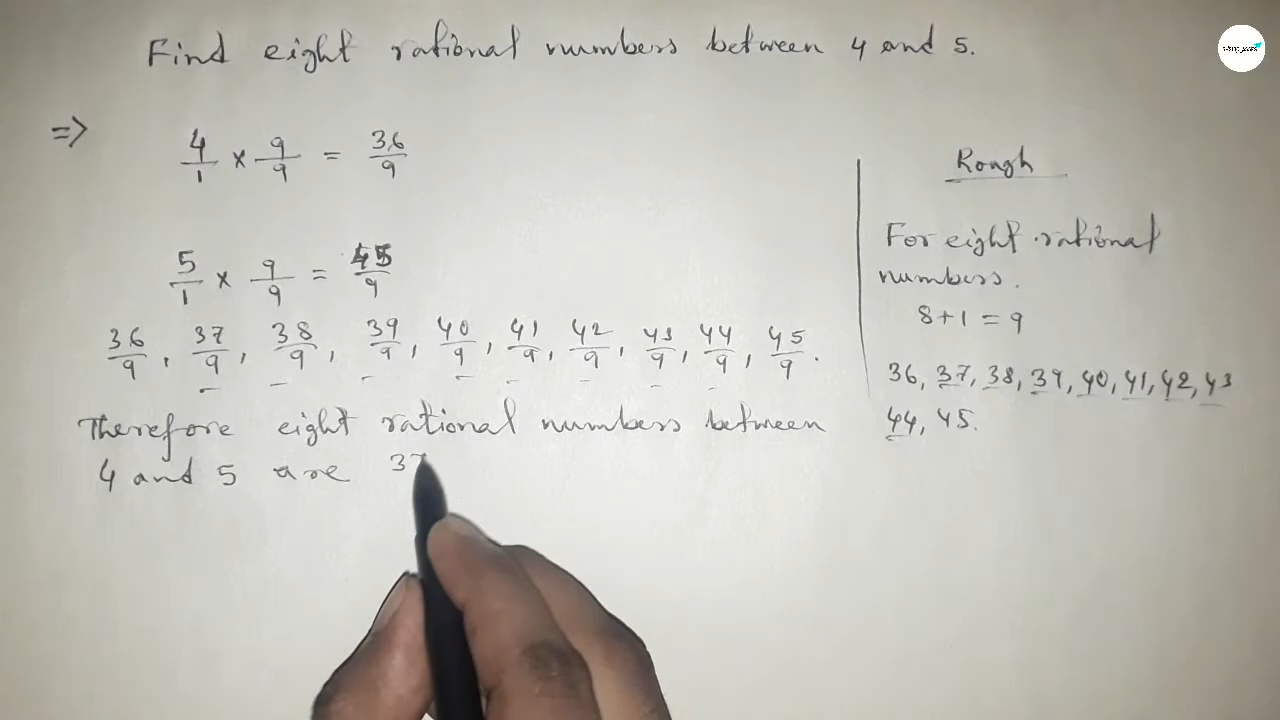 Find eight rational numbers between 4 and 5.
=> 4/1 × 9/9 = 36/9
5/1 × 9/9 = 45/9
36/9, 37/9, 38/9, 39/9, 40/9, 41/9, 42/9, 43/9, 44/9, 45/9.
Therefore eight rational numbers between
4 and 5 are 37
Rough
For eight rational
numbers.
8+1=9
36, 37, 38, 39, 40, 41, 42, 43
44, 45.